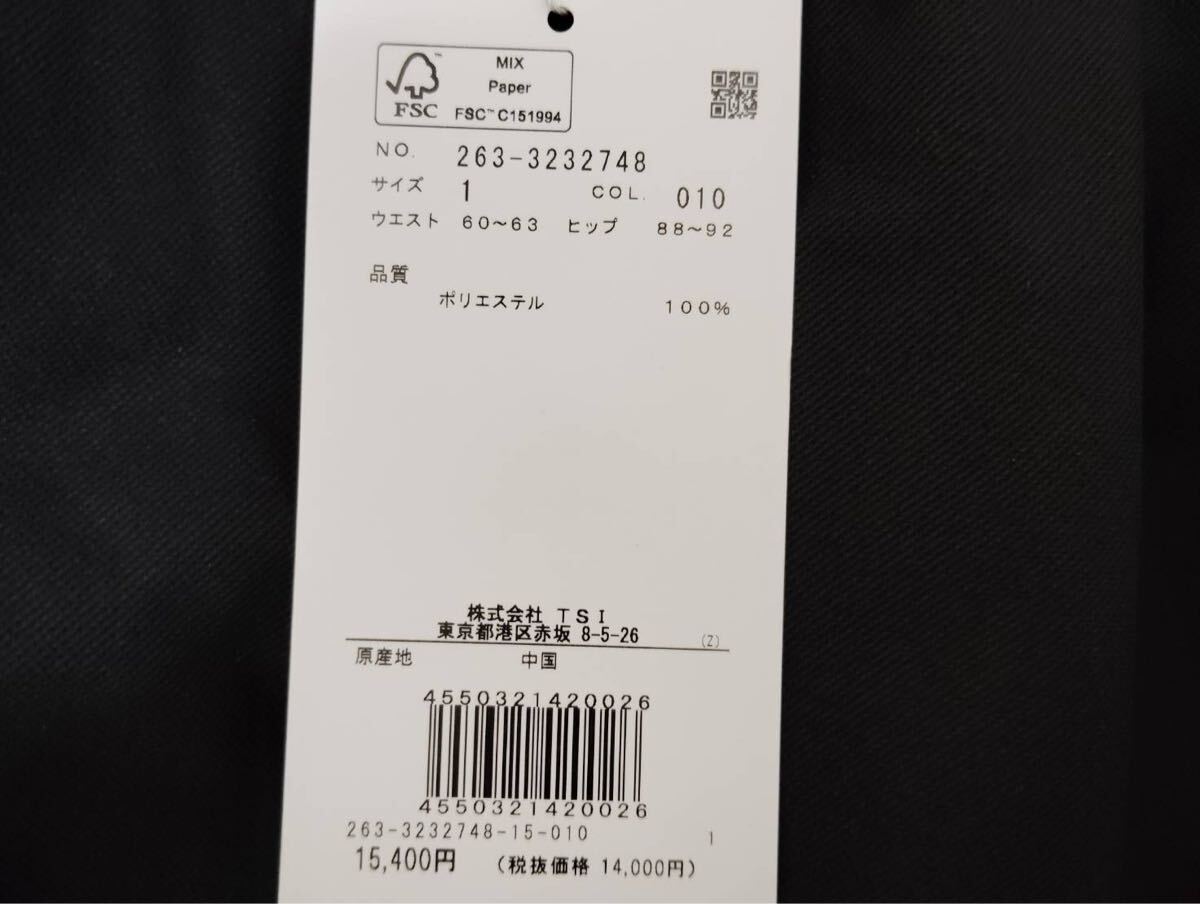 MIX
Paper
FSC™ C151994
FSC™
NO. 263-3232748
サイズ 1 COL. 010
ウエスト 60～63 ヒップ 88～92
品質
ポリエステル 100%
株式会社 TSI
東京都港区赤坂 8-5-26 (Z)
原産地 中国
4550321420026
4550321420026
263-3232748-15-010 1
15,400円 (税抜価格 14,000円)